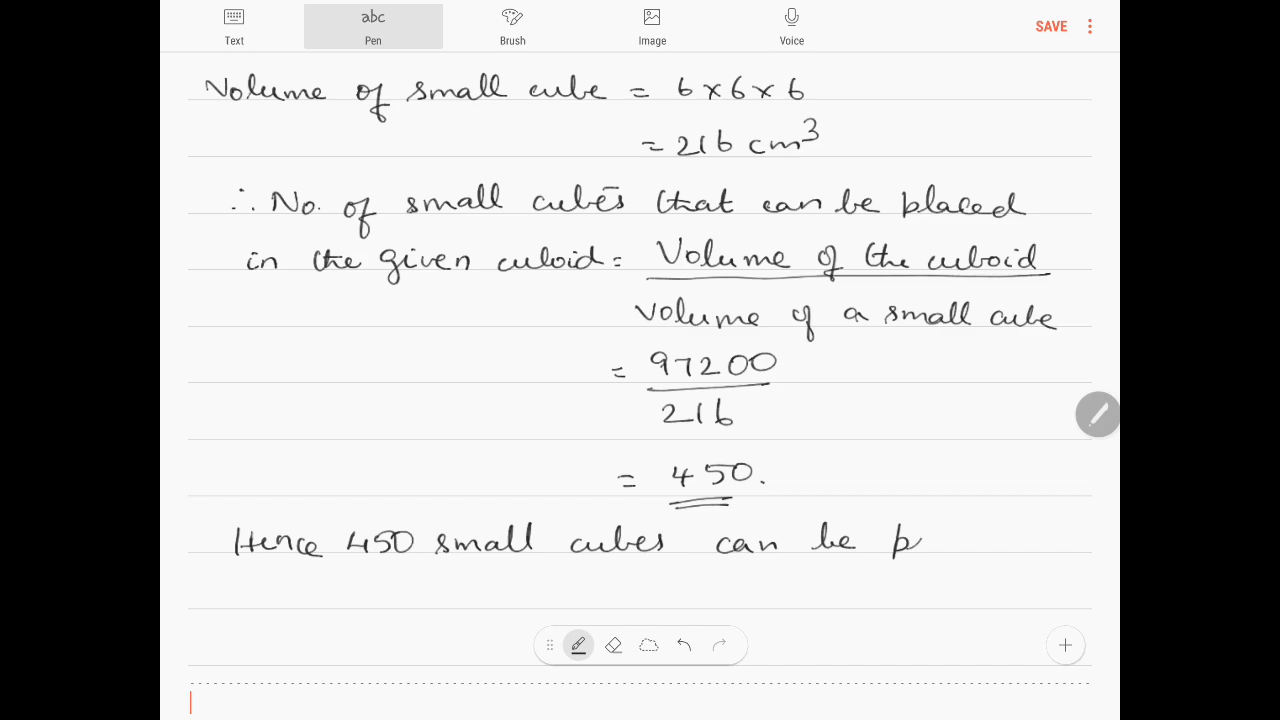 Text
abc
Pen
Brush
Image
Voice
SAVE
Volume of small cube = 6 x 6 x 6
= 216 cm³
∴ No. of small cubes that can be placed
in the given cuboid = Volume of the cuboid
Volume of a small cube
= 97200
216
= 450.
Hence 450 small cubes can be p